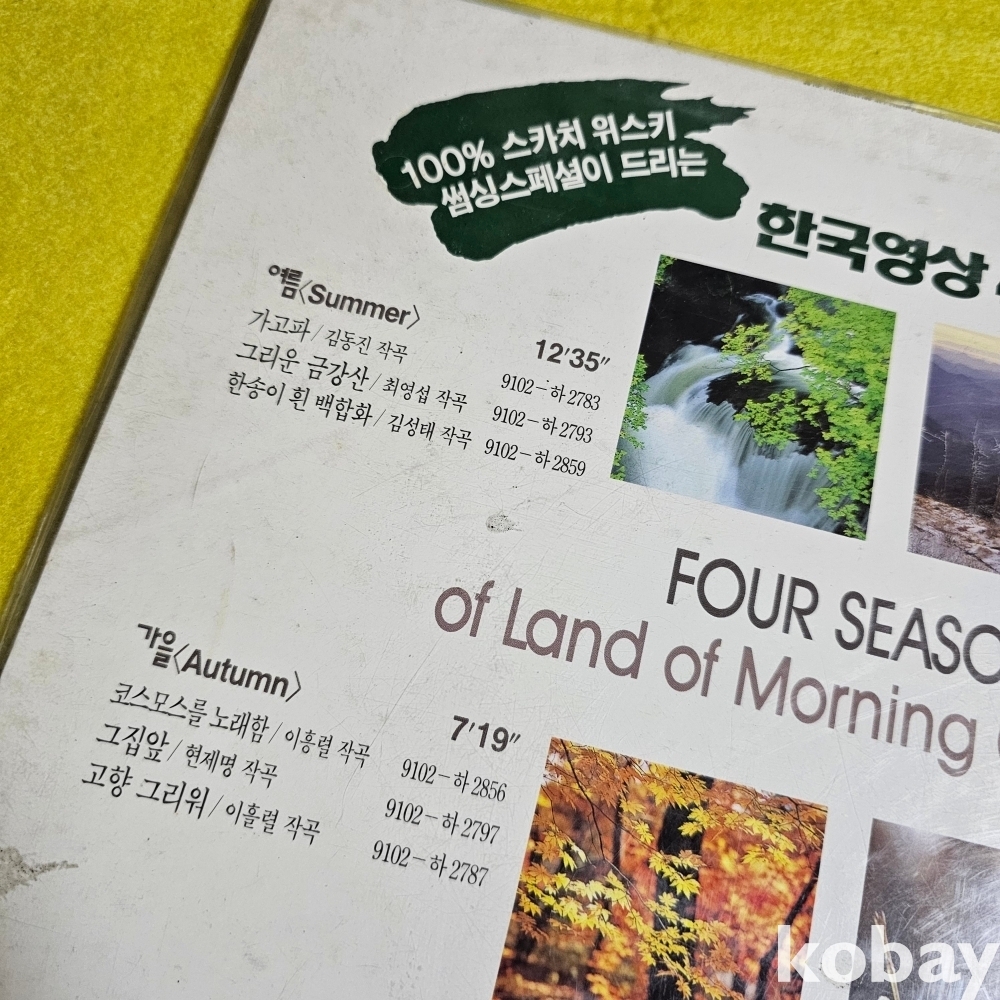 100% 스카치 위스키
썸싱스페셜이 드리는
한국영상
여름〈Summer〉
12′35″
가고파 / 김동진 작곡 9102－하 2783
그리운 금강산 / 최영섭 작곡 9102－하 2793
한송이 흰 백합화 / 김성태 작곡 9102－하 2859
FOUR SEASO
of Land of Morning
가을〈Autumn〉
7′19″
코스모스를 노래함 / 이흥렬 작곡 9102－하 2856
그집앞 / 현제명 작곡 9102－하 2797
고향 그리워 / 이흘렬 작곡 9102－하 2787
kobay